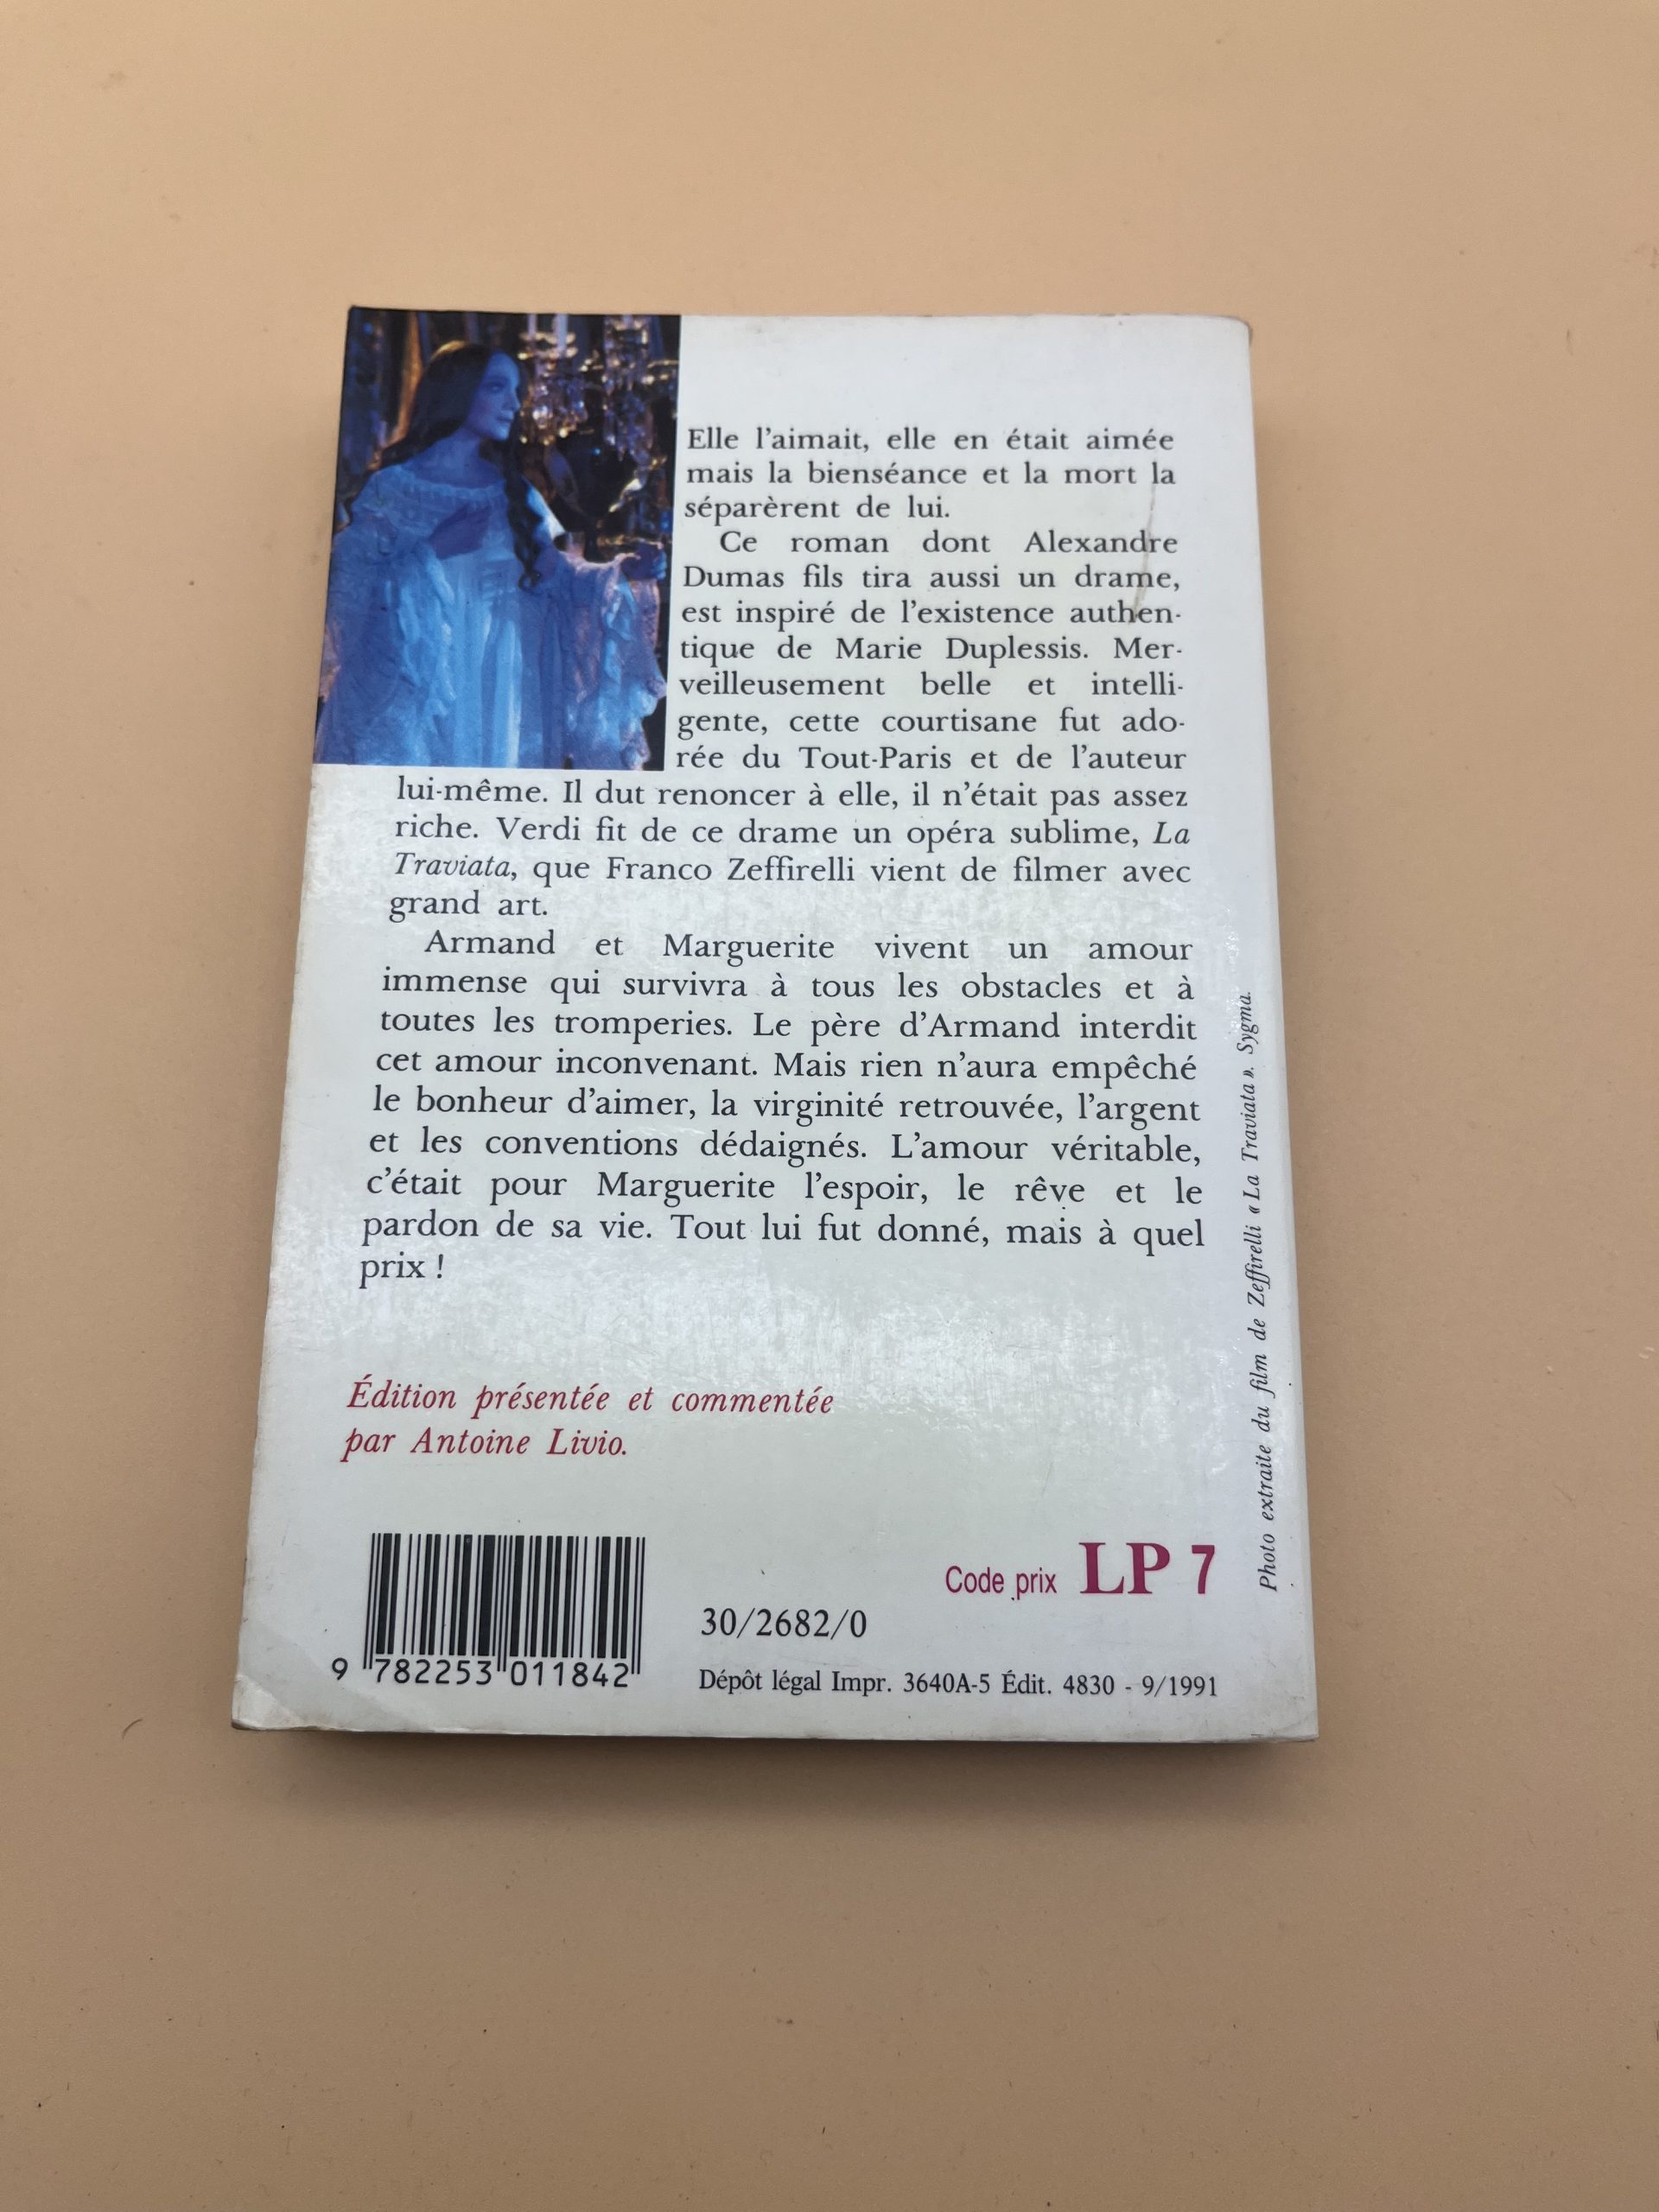 Elle l'aimait, elle en était aimée
mais la bienséance et la mort la
séparèrent de lui.
Ce roman dont Alexandre
Dumas fils tira aussi un drame,
est inspiré de l'existence authen-
tique de Marie Duplessis. Mer-
veilleusement belle et intelli-
gente, cette courtisane fut ado-
rée du Tout-Paris et de l'auteur
lui-même. Il dut renoncer à elle, il n'était pas assez
riche. Verdi fit de ce drame un opéra sublime, La
Traviata, que Franco Zeffirelli vient de filmer avec
grand art.
Armand et Marguerite vivent un amour
immense qui survivra à tous les obstacles et à
toutes les tromperies. Le père d'Armand interdit
cet amour inconvenant. Mais rien n'aura empêché
le bonheur d'aimer, la virginité retrouvée, l'argent
et les conventions dédaignés. L'amour véritable,
c'était pour Marguerite l'espoir, le rêve et le
pardon de sa vie. Tout lui fut donné, mais à quel
prix !
Édition présentée et commentée
par Antoine Livio.
Photo extraite du film de Zeffirelli « La Traviata ». Sygma.
Code prix LP 7
30/2682/0
9 782253 011842
Dépôt légal Impr. 3640A-5 Édit. 4830 - 9/1991